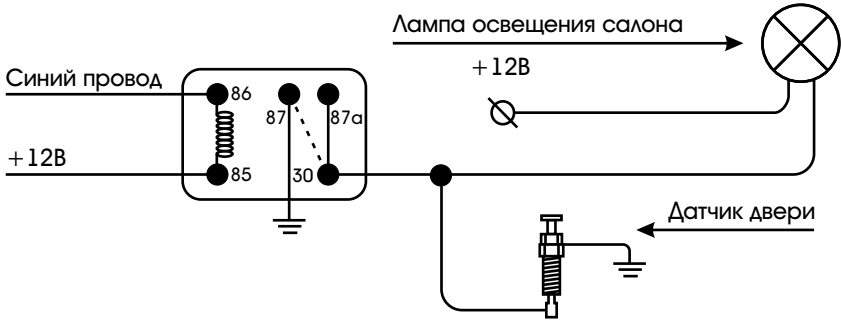 Лампа освещения салона
+12В
Синий провод
86
87
87a
+12В
85
30
Датчик двери